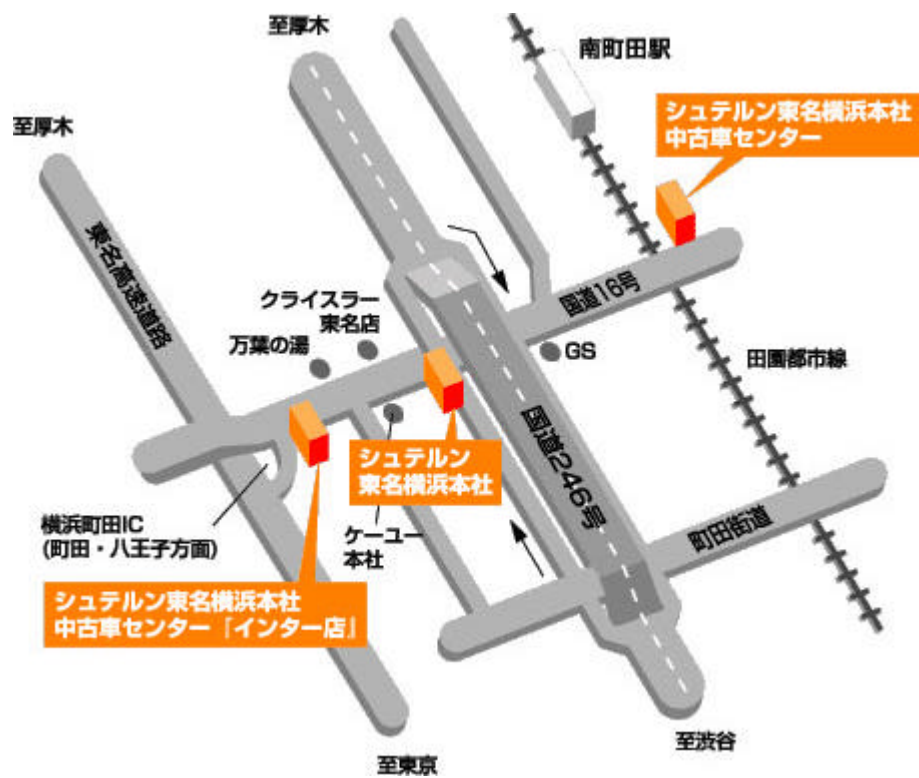 至厚木
南町田駅
シュテルン東名横浜本社
中古車センター
至厚木
東名高速道路
国道16号
クライスラー
東名店
万葉の湯
GS
田園都市線
国道246号
シュテルン
東名横浜本社
横浜町田IC
(町田・八王子方面)
ケーユー
本社
町田街道
シュテルン東名横浜本社
中古車センター『インター店』
至渋谷
至東京